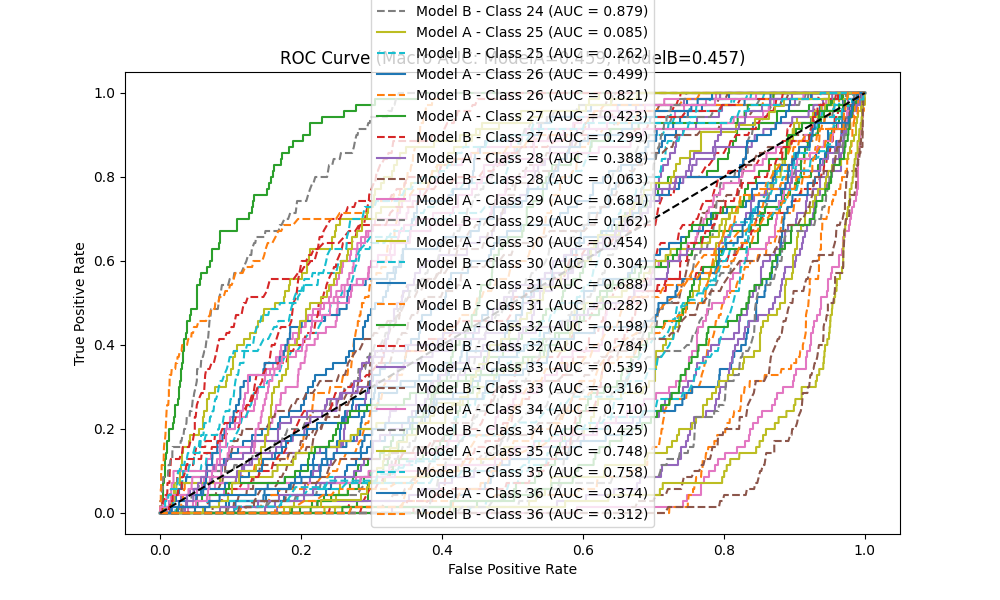 Model B - Class 24 (AUC = 0.879)
Model A - Class 25 (AUC = 0.085)
Model B - Class 25 (AUC = 0.262)
ROC Curve (Macro AUC: ModelA=0.459, ModelB=0.457)
Model A - Class 26 (AUC = 0.499)
Model B - Class 26 (AUC = 0.821)
Model A - Class 27 (AUC = 0.423)
Model B - Class 27 (AUC = 0.299)
Model A - Class 28 (AUC = 0.388)
Model B - Class 28 (AUC = 0.063)
Model A - Class 29 (AUC = 0.681)
Model B - Class 29 (AUC = 0.162)
Model A - Class 30 (AUC = 0.454)
Model B - Class 30 (AUC = 0.304)
Model A - Class 31 (AUC = 0.688)
Model B - Class 31 (AUC = 0.282)
Model A - Class 32 (AUC = 0.198)
Model B - Class 32 (AUC = 0.784)
Model A - Class 33 (AUC = 0.539)
Model B - Class 33 (AUC = 0.316)
Model A - Class 34 (AUC = 0.710)
Model B - Class 34 (AUC = 0.425)
Model A - Class 35 (AUC = 0.748)
Model B - Class 35 (AUC = 0.758)
Model A - Class 36 (AUC = 0.374)
Model B - Class 36 (AUC = 0.312)
True Positive Rate
1.0
0.8
0.6
0.4
0.2
0.0
0.0 0.2 0.4 0.6 0.8 1.0
False Positive Rate